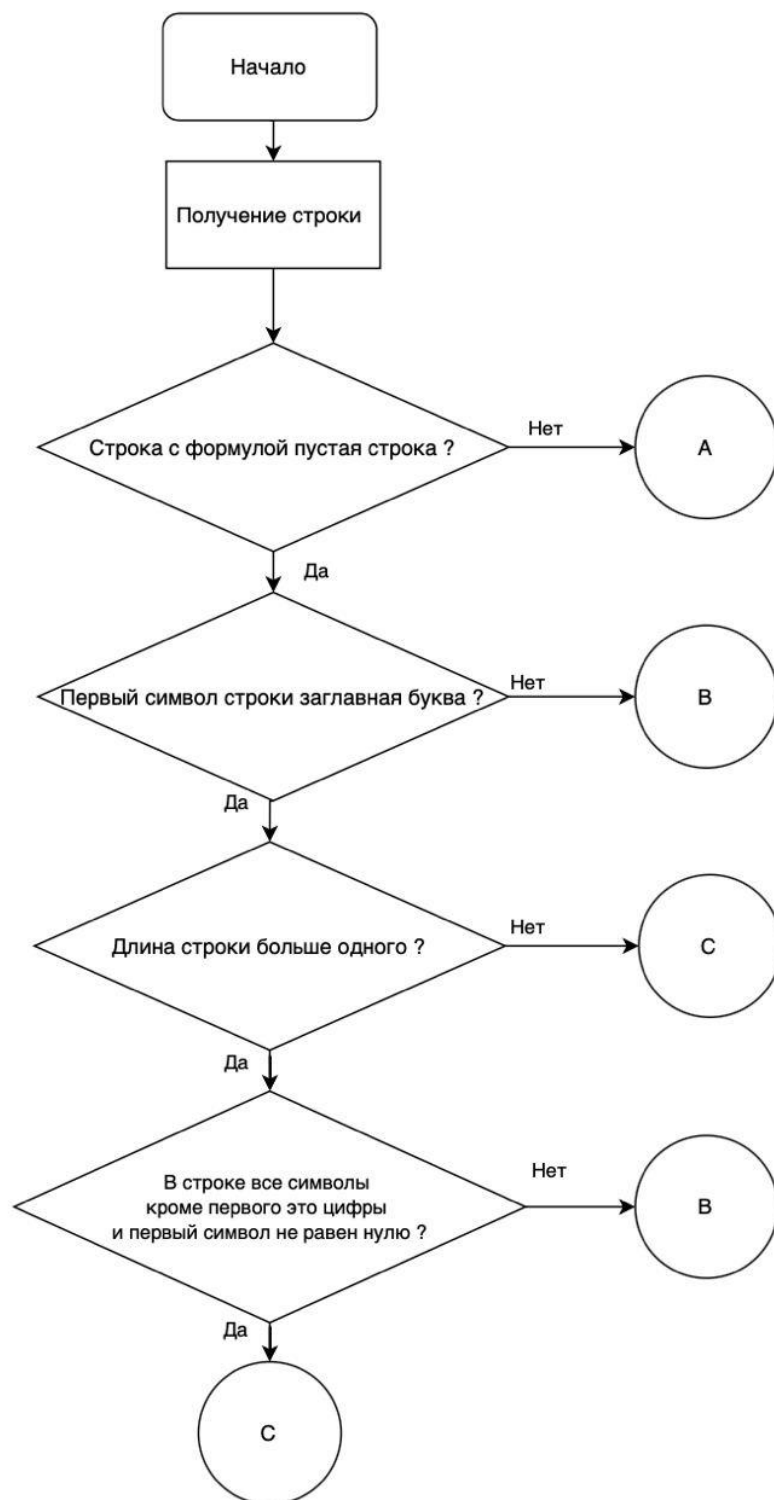 Начало
Получение строки
Строка с формулой пустая строка ?
Нет
A
Да
Первый символ строки заглавная буква ?
Нет
B
Да
Длина строки больше одного ?
Нет
C
Да
В строке все символы
кроме первого это цифры
и первый символ не равен нулю ?
Нет
B
Да
C